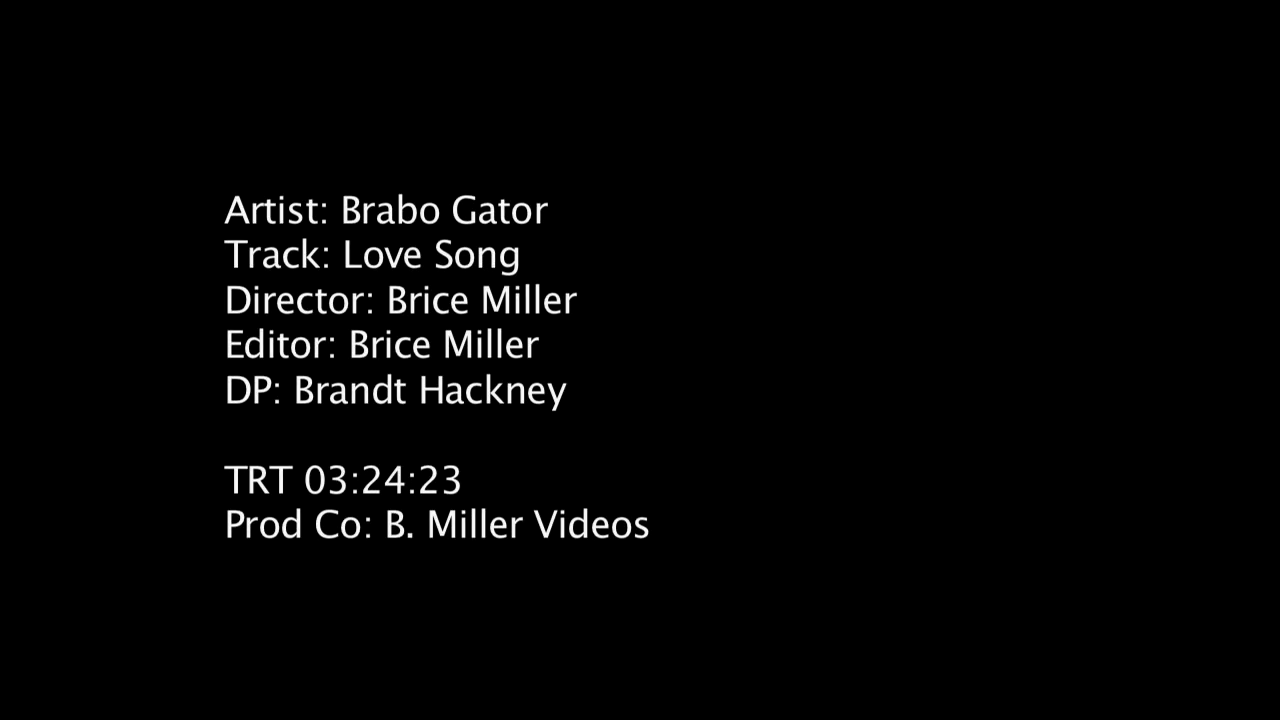 Artist: Brabo Gator
Track: Love Song
Director: Brice Miller
Editor: Brice Miller
DP: Brandt Hackney
TRT 03:24:23
Prod Co: B. Miller Videos